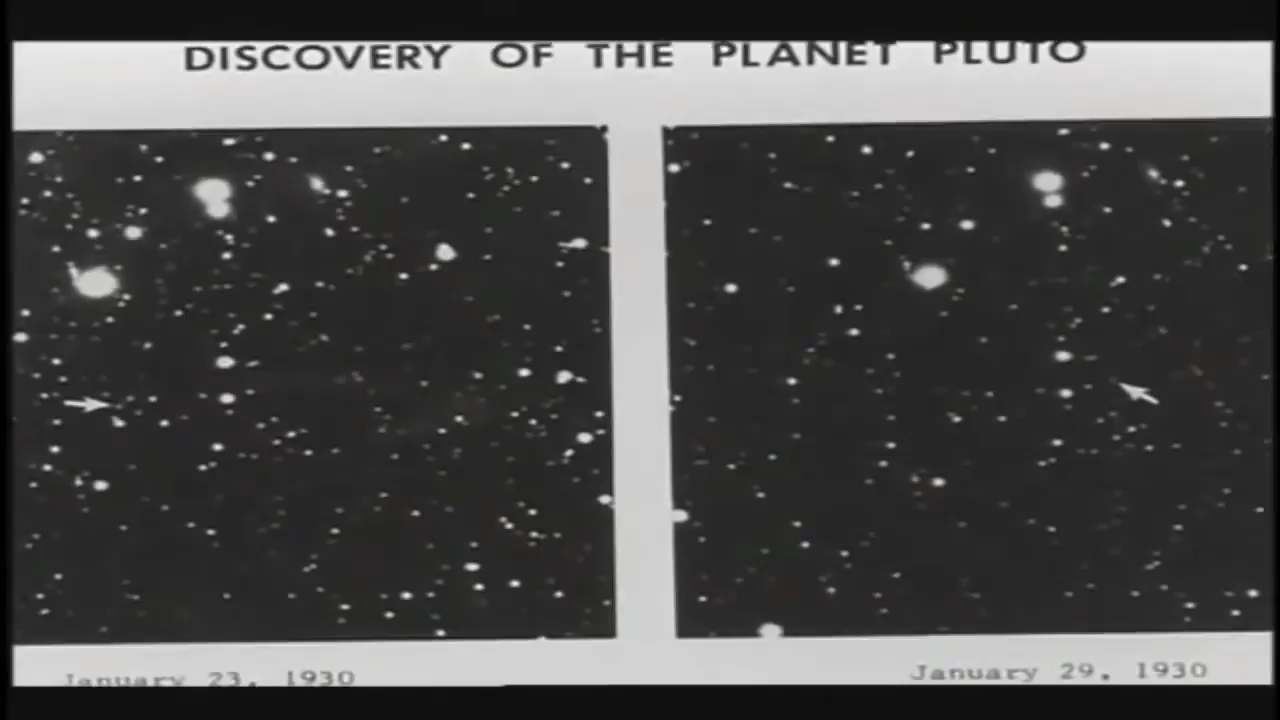 DISCOVERY OF THE PLANET PLUTO
January 23, 1930
January 29, 1930